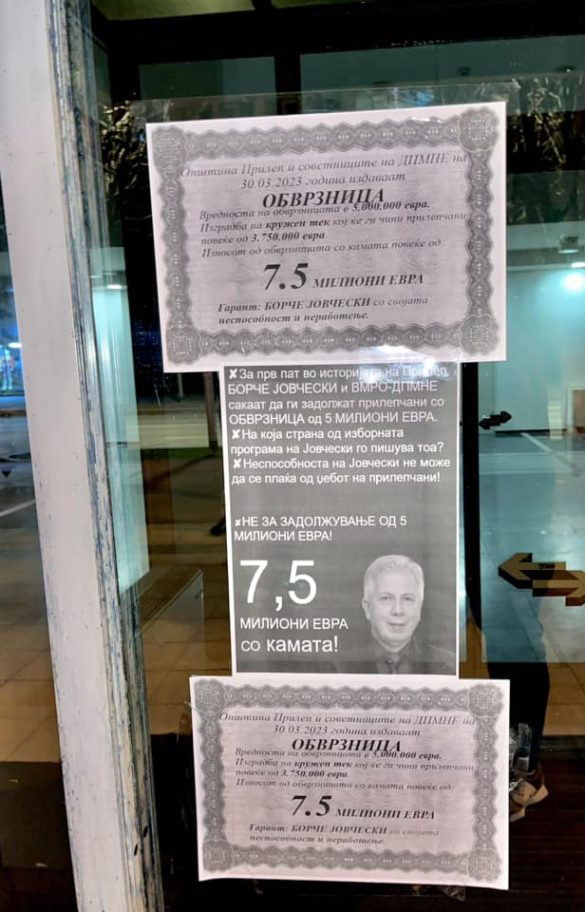 Општина Прилеп и советниците на ДПМНЕ на
30.03.2023 година издаваат
ОБВРЗНИЦА
Вредноста на обврзницата е 5.000.000 евра.
Изградба на кружен тек кој ќе ги чини прилепчани
повеќе од 3.750.000 евра
Износот од обврзницата со камата повеќе од:
7.5 МИЛИОНИ ЕВРА
Гарант: БОРЧЕ ЈОВЧЕСКИ со својата
неспособност и неработење.
✘За прв пат во историјата на Прилеп
БОРЧЕ ЈОВЧЕСКИ и ВМРО-ДПМНЕ
сакаат да ги задолжат прилепчани со
ОБВРЗНИЦА од 5 МИЛИОНИ ЕВРА.
✘На која страна од изборната
програма на Јовчески го пишува тоа?
✘Неспособноста на Јовчески не може
да се плаќа од џебот на прилепчани!
✘НЕ ЗА ЗАДОЛЖУВАЊЕ ОД 5
МИЛИОНИ ЕВРА!
7,5
МИЛИОНИ ЕВРА
со камата!
Општина Прилеп и советниците на ДПМНЕ на
30.03.2023 година издаваат
ОБВРЗНИЦА
Вредноста на обврзницата е 5.000.000 евра.
Изградба на кружен тек кој ќе ги чини прилепчани
повеќе од 3.750.000 евра
Износот од обврзницата со камата повеќе од:
7.5 МИЛИОНИ ЕВРА
Гарант: БОРЧЕ ЈОВЧЕСКИ со својата
неспособност и неработење.